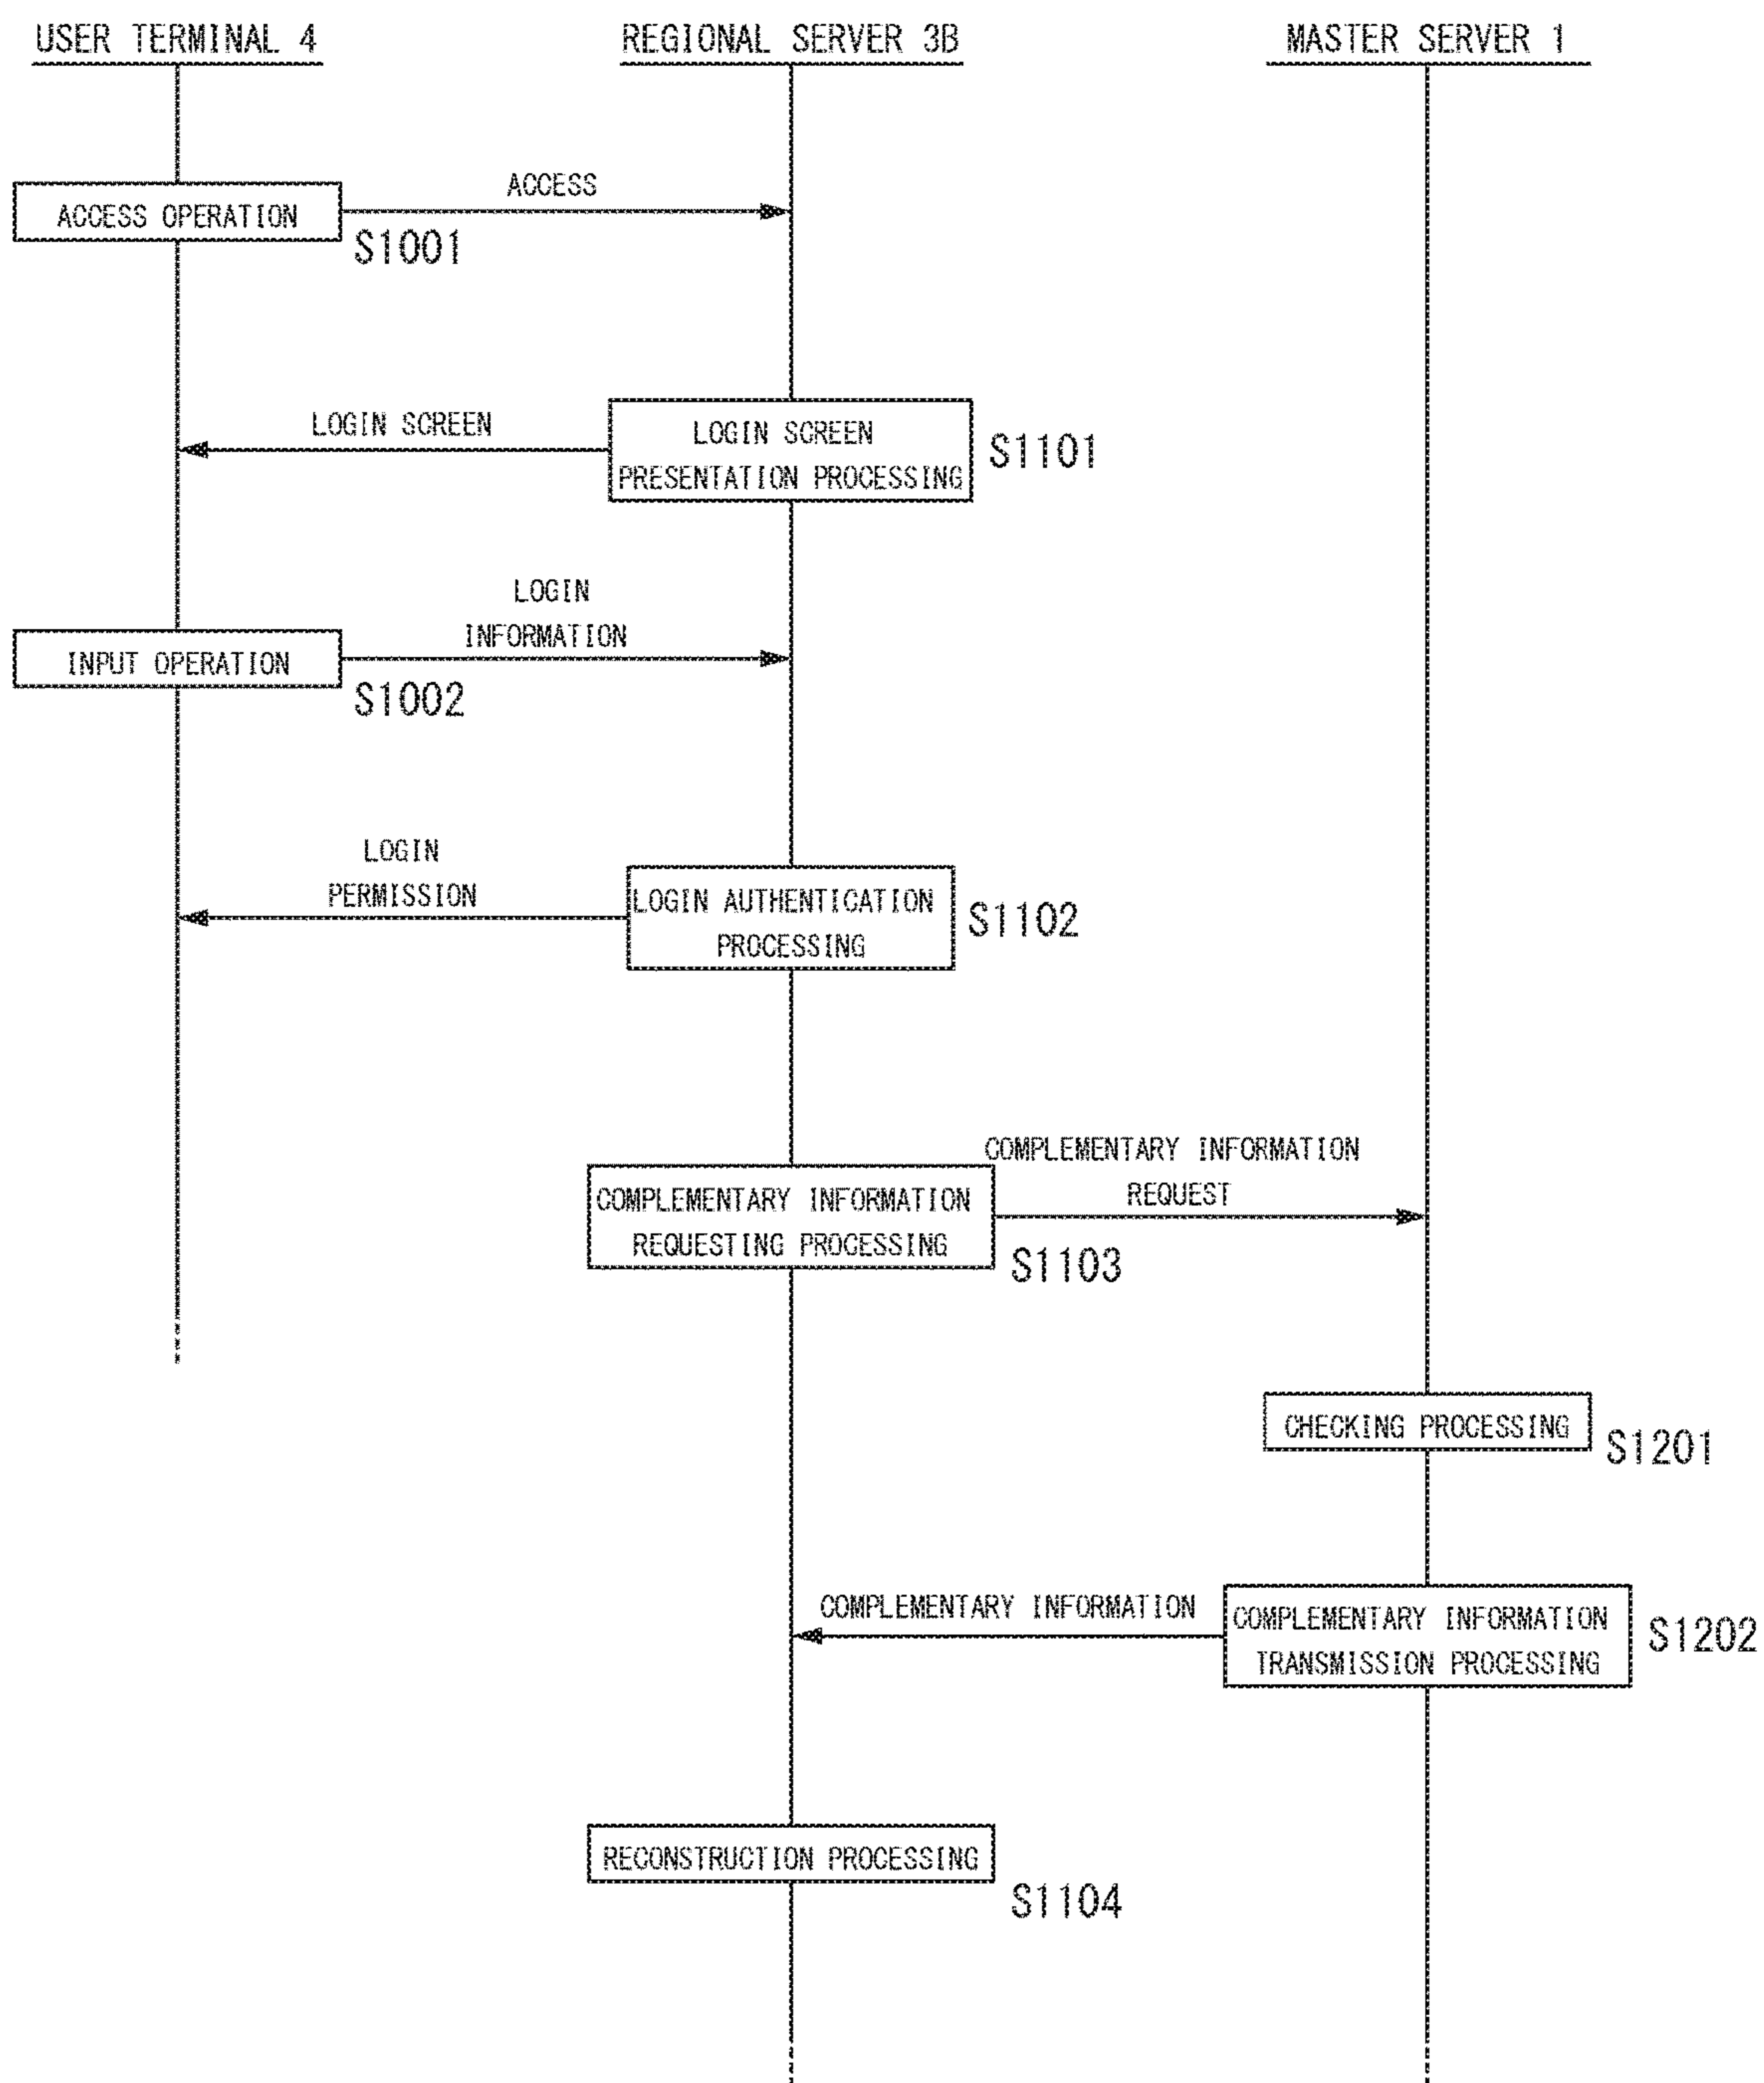 USER TERMINAL 4
REGIONAL SERVER 3B
MASTER SERVER 1
ACCESS
ACCESS OPERATION
S1001
LOGIN SCREEN
LOGIN SCREEN
PRESENTATION PROCESSING
S1101
LOGIN
INFORMATION
INPUT OPERATION
S1002
LOGIN
PERMISSION
LOGIN AUTHENTICATION
PROCESSING
S1102
COMPLEMENTARY INFORMATION
REQUEST
COMPLEMENTARY INFORMATION
REQUESTING PROCESSING
S1103
CHECKING PROCESSING
S1201
COMPLEMENTARY INFORMATION
COMPLEMENTARY INFORMATION
TRANSMISSION PROCESSING
S1202
RECONSTRUCTION PROCESSING
S1104